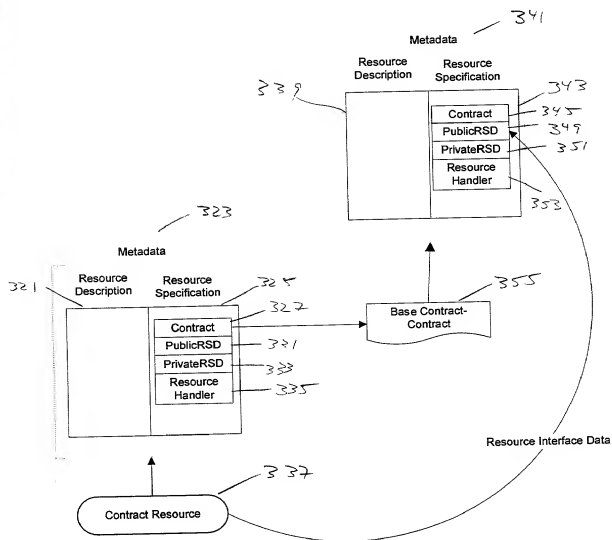 Metadata 341
Resource Description
Resource Specification
339
343
Contract 345
PublicRSD 349
PrivateRSD 351
Resource Handler
353
323
Metadata
321
Resource Description
Resource Specification
325
327
Contract
PublicRSD 321
PrivateRSD 333
Resource Handler 335
355
Base Contract-
Contract
Resource Interface Data
337
Contract Resource